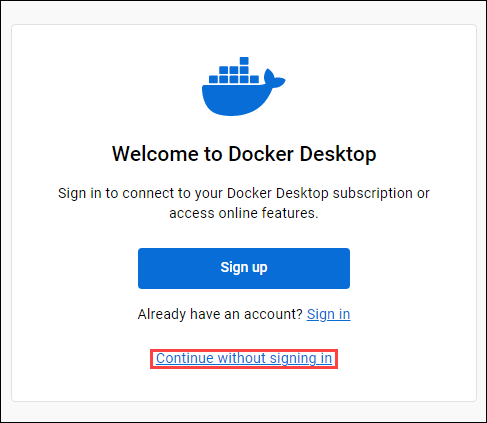 Welcome to Docker Desktop
Sign in to connect to your Docker Desktop subscription or
access online features.
Sign up
Already have an account? Sign in
Continue without signing in